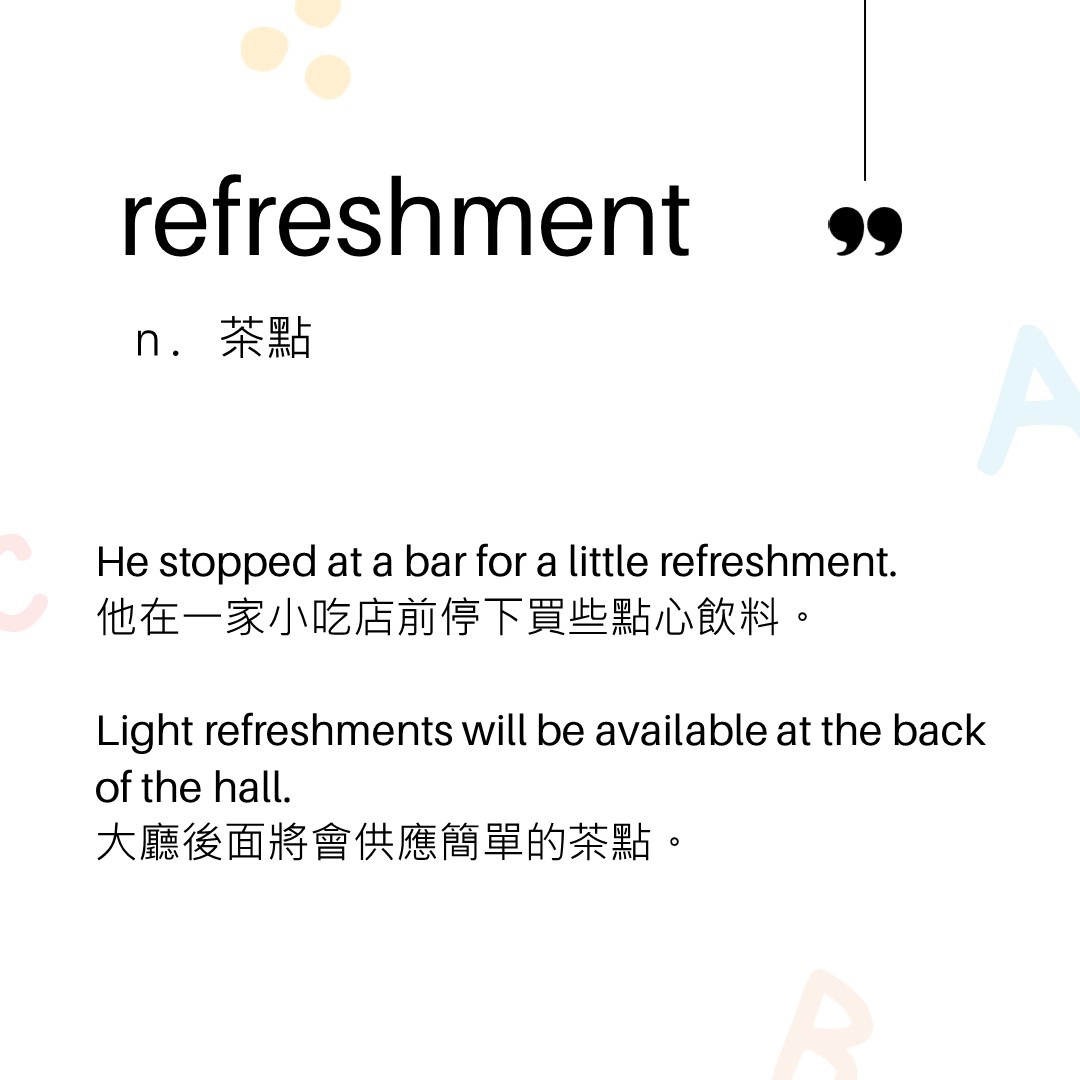 refreshment
”
n. 茶點
A
C
He stopped at a bar for a little refreshment.
他在一家小吃店前停下買些點心飲料。
Light refreshments will be available at the back
of the hall.
大廳後面將會供應簡單的茶點。
B